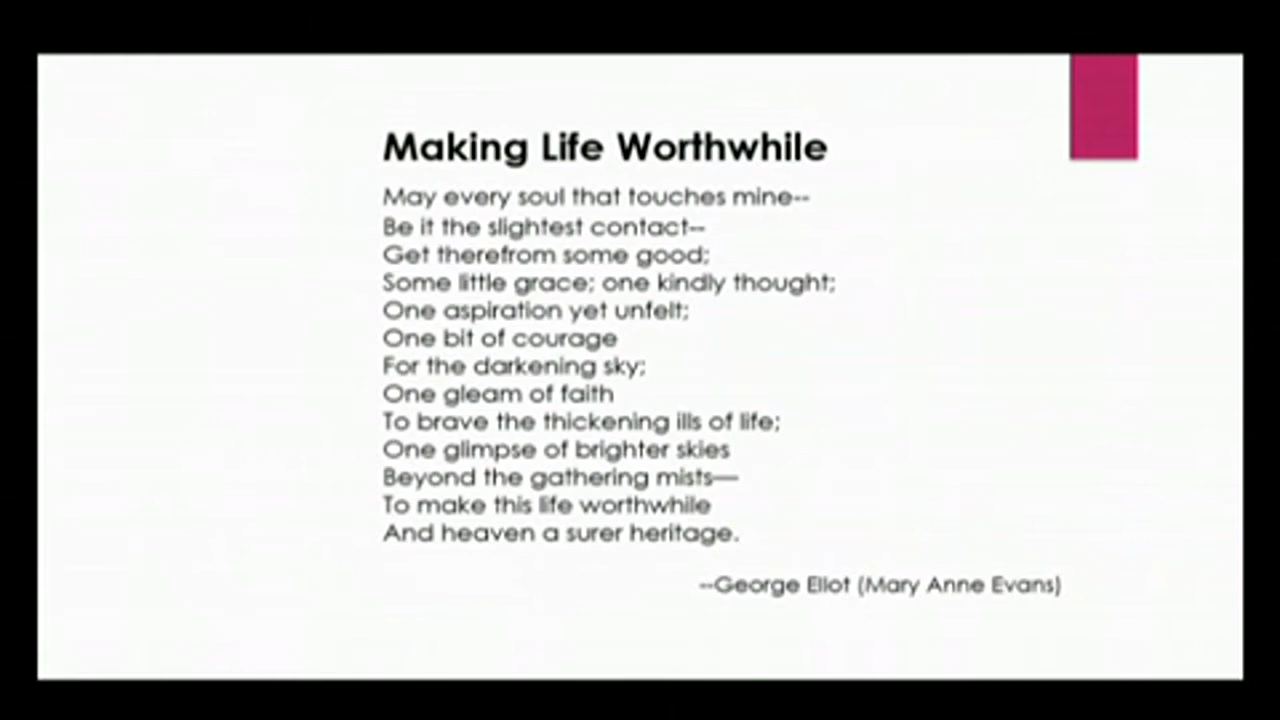 Making Life Worthwhile
May every soul that touches mine--
Be it the slightest contact--
Get therefrom some good;
Some little grace; one kindly thought;
One aspiration yet unfelt;
One bit of courage
For the darkening sky;
One gleam of faith
To brave the thickening ills of life;
One glimpse of brighter skies
Beyond the gathering mists—
To make this life worthwhile
And heaven a surer heritage.
--George Eliot (Mary Anne Evans)